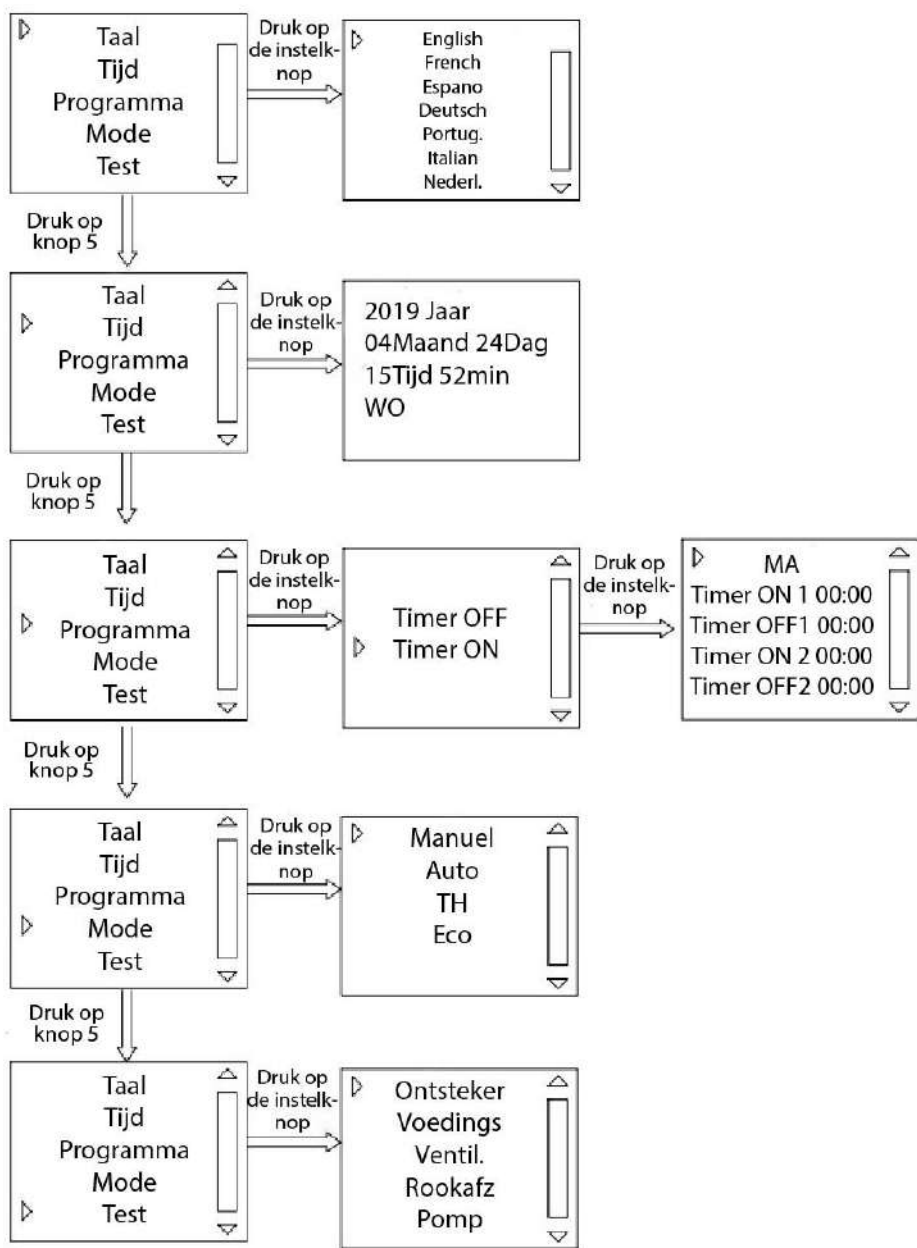 Taal
Tijd
Programma
Mode
Test
Druk op
de instelk-
nop
English
French
Espano
Deutsch
Portug.
Italian
Nederl.
Druk op
knop 5
Taal
Tijd
Programma
Mode
Test
Druk op
de instelk-
nop
2019 Jaar
04Maand 24Dag
15Tijd 52min
WO
Druk op
knop 5
Taal
Tijd
Programma
Mode
Test
Druk op
de instelk-
nop
Timer OFF
Timer ON
Druk op
de instelk-
nop
MA
Timer ON 1 00:00
Timer OFF1 00:00
Timer ON 2 00:00
Timer OFF2 00:00
Druk op
knop 5
Taal
Tijd
Programma
Mode
Test
Druk op
de instelk-
nop
Manuel
Auto
TH
Eco
Druk op
knop 5
Taal
Tijd
Programma
Mode
Test
Druk op
de instelk-
nop
Ontsteker
Voedings
Ventil.
Rookafz
Pomp